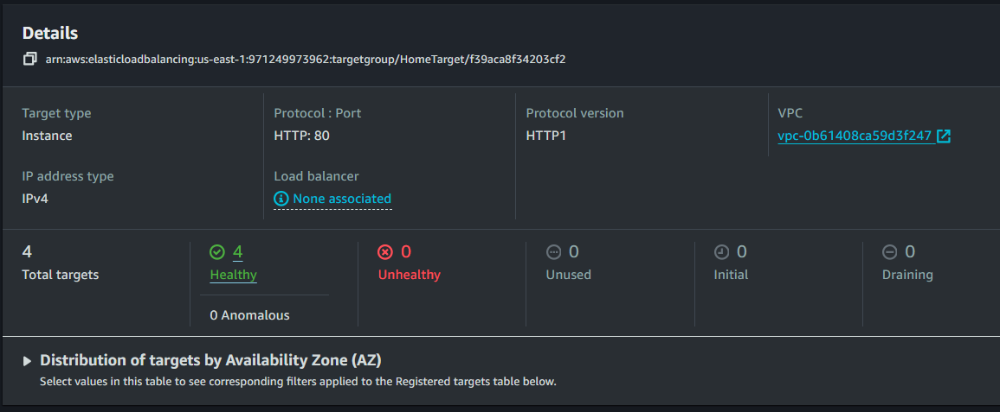 Details
arn:aws:elasticloadbalancing:us-east-1:971249973962:targetgroup/HomeTarget/f39aca8f34203cf2
Target type
Instance
Protocol : Port
HTTP: 80
Protocol version
HTTP1
VPC
vpc-0b61408ca59d3f247
IP address type
IPv4
Load balancer
None associated
4
Total targets
4
Healthy
0 Anomalous
0
Unhealthy
0
Unused
0
Initial
0
Draining
Distribution of targets by Availability Zone (AZ)
Select values in this table to see corresponding filters applied to the Registered targets table below.